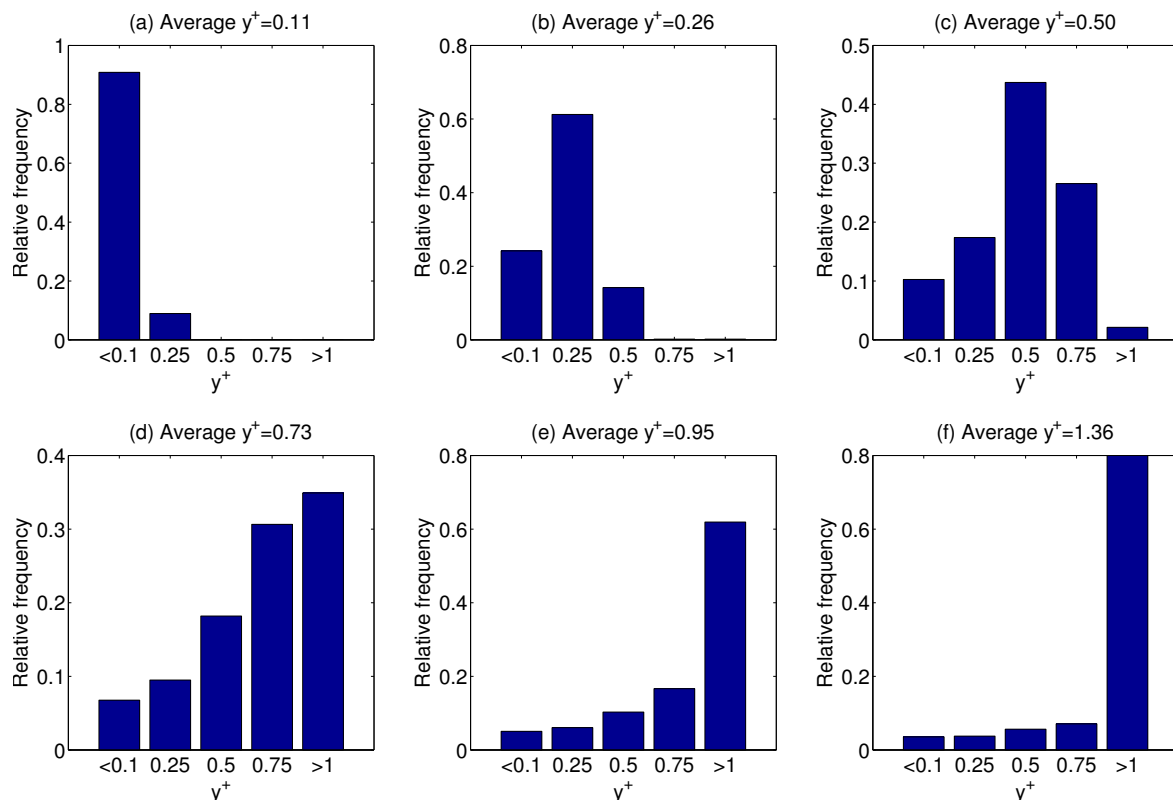 (a) Average y⁺=0.11
1
0.8
0.6
0.4
0.2
0
Relative frequency
<0.1 0.25 0.5 0.75 >1
y⁺
(b) Average y⁺=0.26
0.8
0.6
0.4
0.2
0
Relative frequency
<0.1 0.25 0.5 0.75 >1
y⁺
(c) Average y⁺=0.50
0.5
0.4
0.3
0.2
0.1
0
Relative frequency
<0.1 0.25 0.5 0.75 >1
y⁺
(d) Average y⁺=0.73
0.4
0.3
0.2
0.1
0
Relative frequency
<0.1 0.25 0.5 0.75 >1
y⁺
(e) Average y⁺=0.95
0.8
0.6
0.4
0.2
0
Relative frequency
<0.1 0.25 0.5 0.75 >1
y⁺
(f) Average y⁺=1.36
0.8
0.6
0.4
0.2
0
Relative frequency
<0.1 0.25 0.5 0.75 >1
y⁺